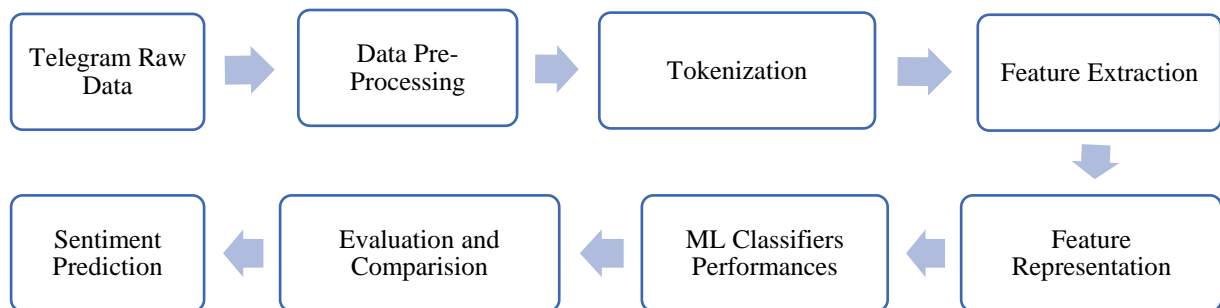 Telegram Raw
Data
Data Pre-
Processing
Tokenization
Feature Extraction
Feature
Representation
ML Classifiers
Performances
Evaluation and
Comparision
Sentiment
Prediction